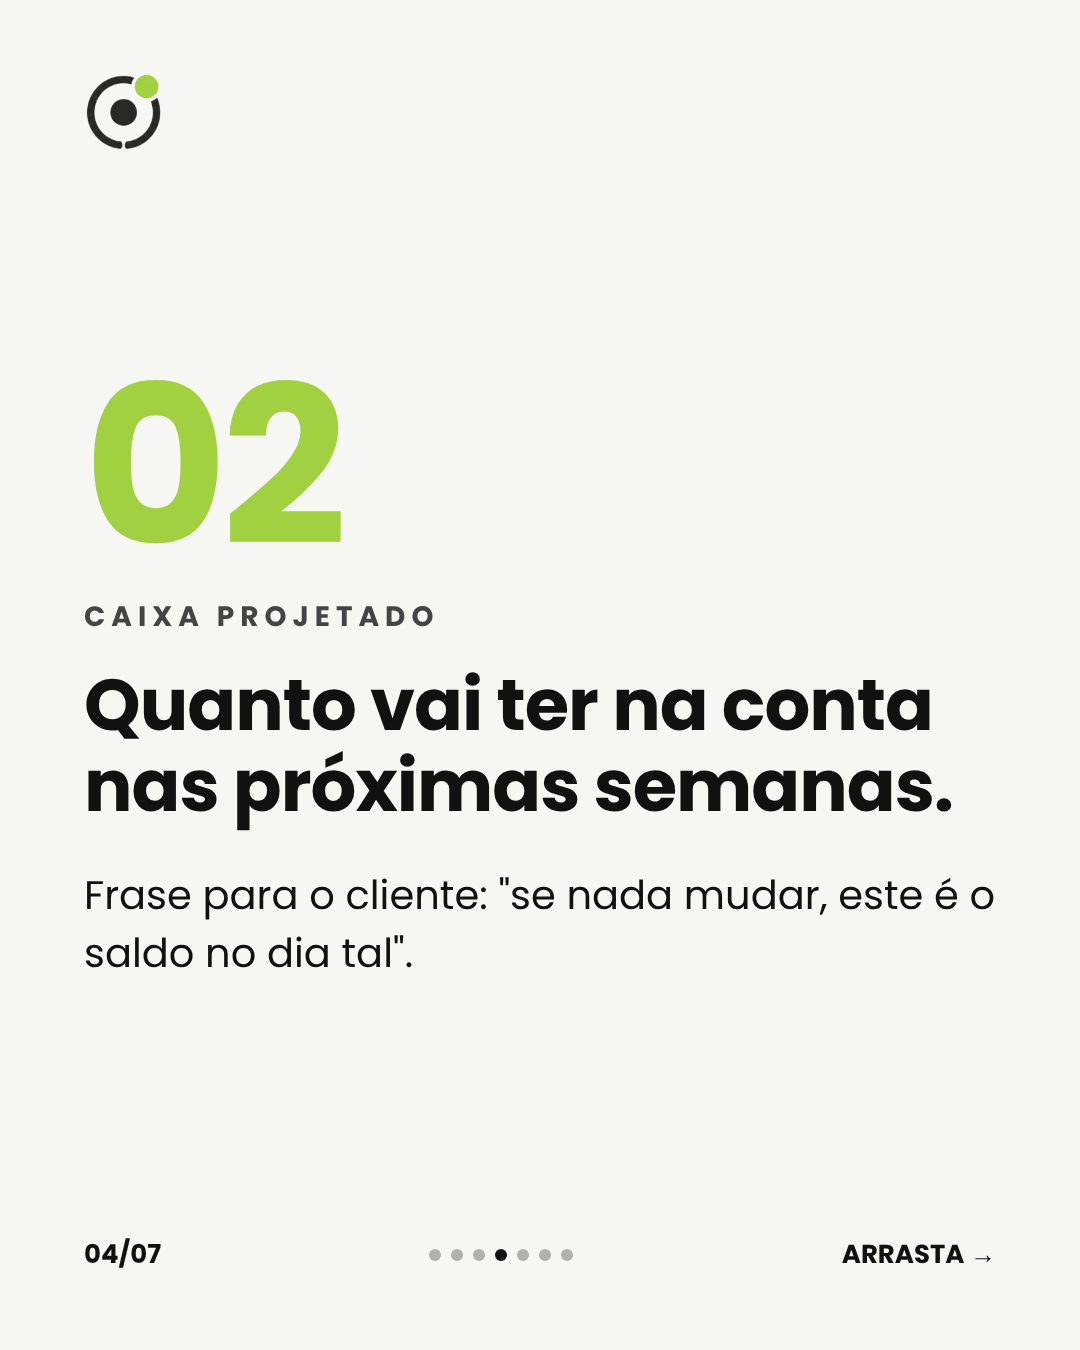 02
CAIXA PROJETADO
Quanto vai ter na conta
nas próximas semanas.
Frase para o cliente: "se nada mudar, este é o
saldo no dia tal".
04/07
ARRASTA →